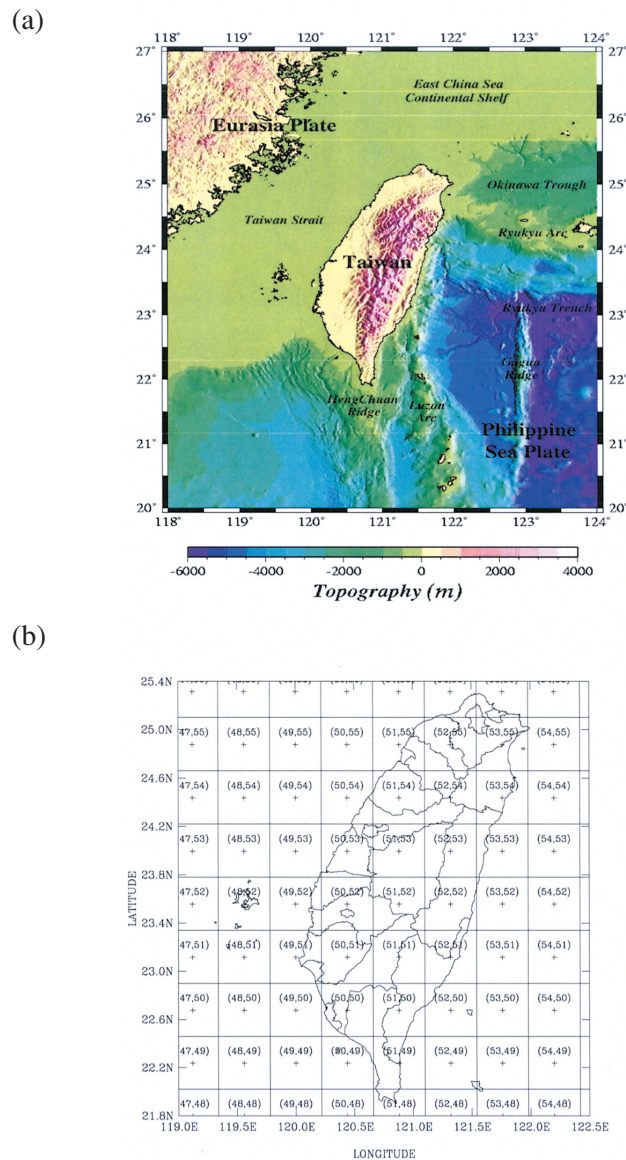 (a)
118˚ 119˚ 120˚ 121˚ 122˚ 123˚ 124˚
27˚ 27˚
East China Sea
Continental Shelf
26˚ 26˚
Eurasia Plate
25˚ 25˚
Okinawa Trough
Taiwan Strait
Ryukyu Arc
24˚ 24˚
Taiwan
23˚ 23˚
Ryukyu Trench
Gagua
Ridge
22˚ 22˚
HengChuan
Ridge
Luzon
Arc
Philippine
Sea Plate
21˚ 21˚
20˚ 20˚
118˚ 119˚ 120˚ 121˚ 122˚ 123˚ 124˚
-6000 -4000 -2000 0 2000 4000
Topography (m)
(b)
25.4N
25.0N
47,55) (48,55) (49,55) (50,55) (51,55) (52,55) (53,55) (54,55)
24.6N
47,54) (48,54) (49,54) (50,54) (51,54) (52,54) (53,54) (54,54)
24.2N
47,53) (48,53) (49,53) (50,53) (51,53) (52,53) (53,53) (54,53)
23.8N
47,52) (48,52) (49,52) (50,52) (51,52) (52,52) (53,52) (54,52)
LATITUDE
23.4N
47,51) (48,51) (49,51) (50,51) (51,51) (52,51) (53,51) (54,51)
23.0N
47,50) (48,50) (49,50) (50,50) (51,50) (52,50) (53,50) (54,50)
22.6N
47,49) (48,49) (49,49) (50,49) (51,49) (52,49) (53,49) (54,49)
22.2N
47,48) (48,48) (49,48) (50,48) (51,48) (52,48) (53,48) (54,48)
21.8N
119.0E 119.5E 120.0E 120.5E 121.0E 121.5E 122.0E 122.5E
LONGITUDE